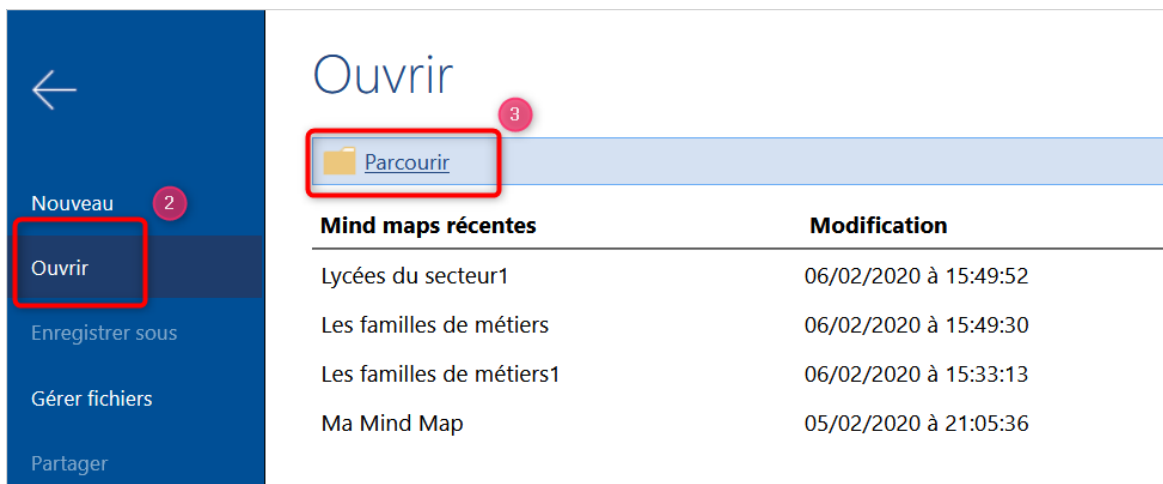 Ouvrir
3
Parcourir
Nouveau 2
Mind maps récentes Modification
Ouvrir
Lycées du secteur1 06/02/2020 à 15:49:52
Enregistrer sous
Les familles de métiers 06/02/2020 à 15:49:30
Les familles de métiers1 06/02/2020 à 15:33:13
Gérer fichiers
Ma Mind Map 05/02/2020 à 21:05:36
Partager